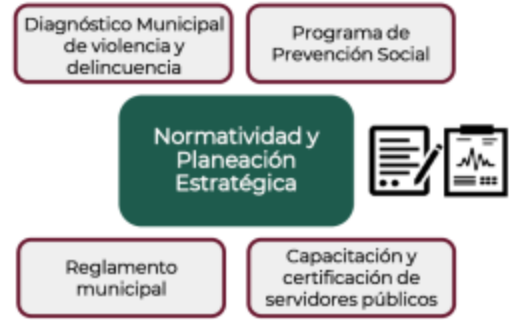 Diagnóstico Municipal
de violencia y
delincuencia
Programa de
Prevención Social
Normatividad y
Planeación
Estratégica
Reglamento
municipal
Capacitación y
certificación de
servidores públicos